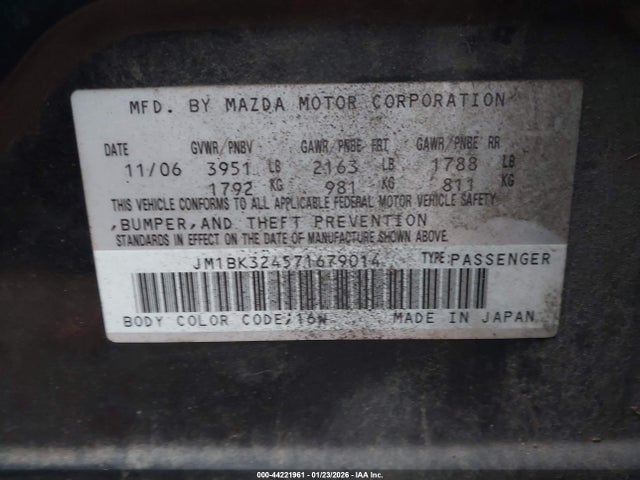 MFD. BY MAZDA MOTOR CORPORATION
DATE GVWR/PNBV GAWR/PNBE FRT GAWR/PNBE RR
11/06 3951 LB 2163 LB 1788 LB
1792 KG 981 KG 811 KG
THIS VEHICLE CONFORMS TO ALL APPLICABLE FEDERAL MOTOR VEHICLE SAFETY
,BUMPER,AND THEFT PREVENTION
STANDARDS IN EFFECT ON THE DATE OF MANUFACTURE SHOWN ABOVE.
JM1BK324571679014 TYPE:PASSENGER
BODY COLOR CODE;16W MADE IN JAPAN
000-44221961 - 01/23/2026 - IAA Inc.